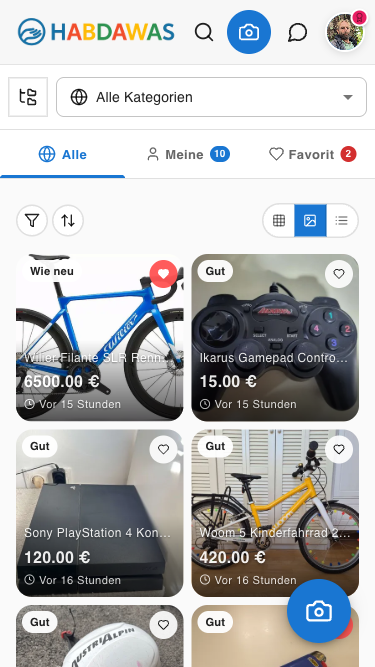 HABDAWAS
Alle Kategorien
Alle
Meine 10
Favorit 2
Wie neu
Wilier Filante SLR Renn...
6500.00 €
Vor 15 Stunden
Gut
Ikarus Gamepad Contro...
15.00 €
Vor 15 Stunden
Gut
Sony PlayStation 4 Kon...
120.00 €
Vor 16 Stunden
Gut
Woom 5 Kinderfahrrad 2...
420.00 €
Vor 16 Stunden
Gut
AUSTRIALPIN
Gut